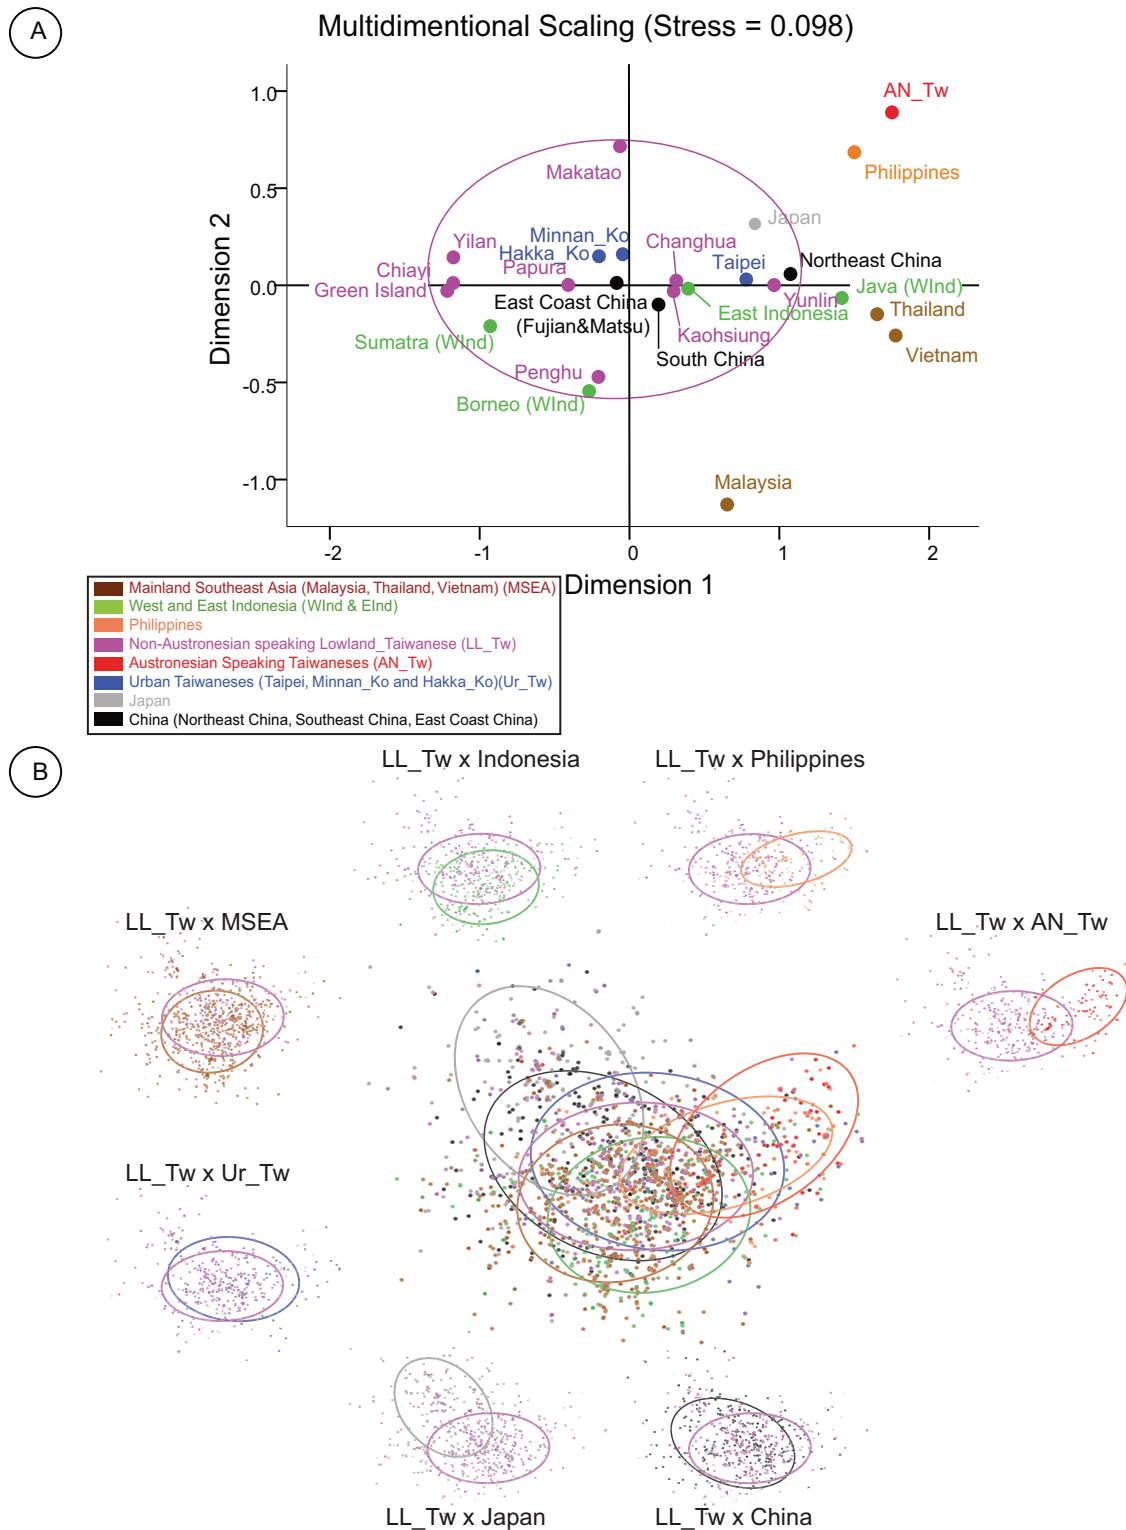 A
Multidimentional Scaling (Stress = 0.098)
AN_Tw
1.0
Philippines
Makatao
0.5
Japan
Minnan_Ko
Yilan
Changhua
Hakka_Ko
Northeast China
Papura
Taipei
Chiayi
0.0
Java (WInd)
Green Island
East Coast China
Yunlin
(Fujian&Matsu)
East Indonesia
Thailand
Kaohsiung
Sumatra (WInd)
South China
Vietnam
Penghu
-0.5
Borneo (WInd)
Malaysia
-1.0
Dimension 2
-2
-1
0
1
2
Dimension 1
Mainland Southeast Asia (Malaysia, Thailand, Vietnam) (MSEA)
West and East Indonesia (WInd & EInd)
Philippines
Non-Austronesian speaking Lowland_Taiwanese (LL_Tw)
Austronesian Speaking Taiwaneses (AN_Tw)
Urban Taiwaneses (Taipei, Minnan_Ko and Hakka_Ko)(Ur_Tw)
Japan
China (Northeast China, Southeast China, East Coast China)
B
LL_Tw x Indonesia
LL_Tw x Philippines
LL_Tw x MSEA
LL_Tw x AN_Tw
LL_Tw x Ur_Tw
LL_Tw x Japan
LL_Tw x China